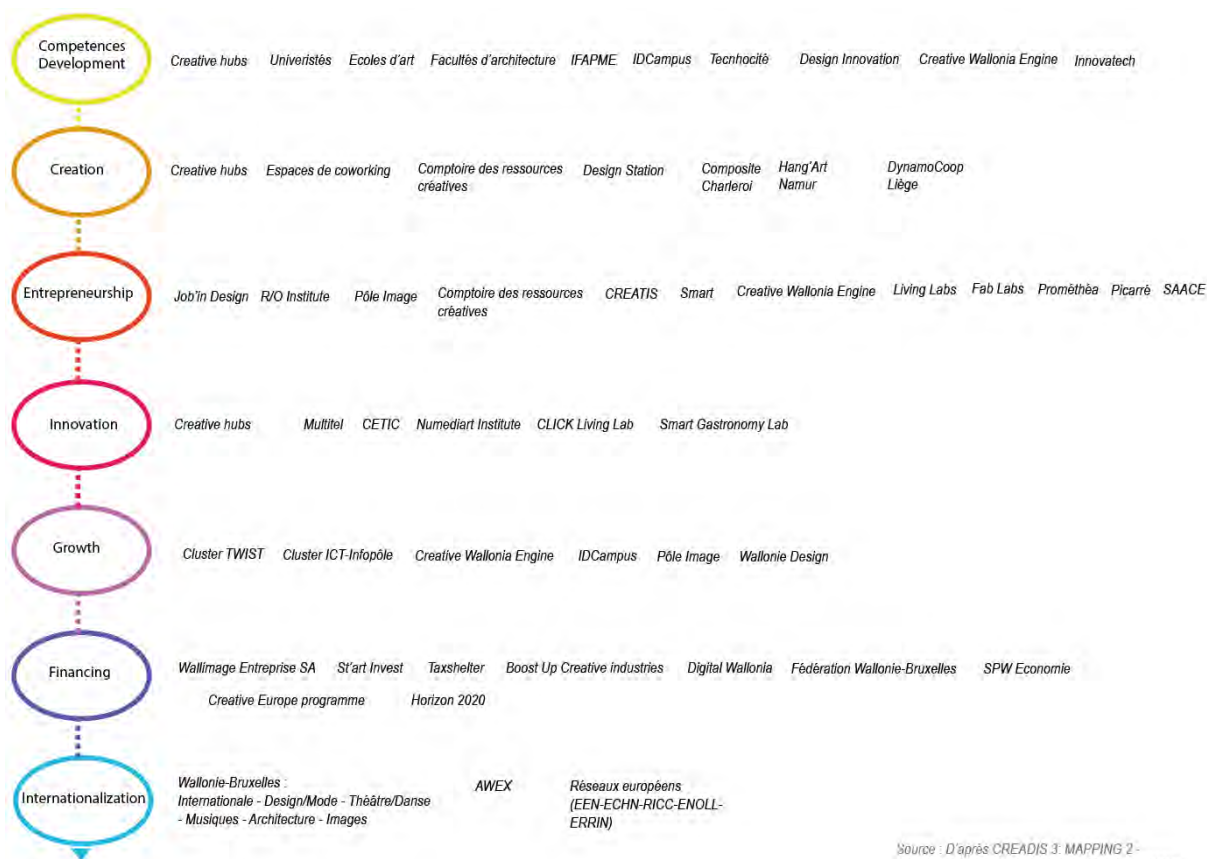 Competences
Development
Creative hubs Univeristés Ecoles d'art Facultés d'architecture IFAPME IDCampus Tecnhocité Design Innovation Creative Wallonia Engine Innovatech
Creation
Creative hubs Espaces de coworking Comptoire des ressources
créatives Design Station Composite
Charleroi Hang'Art
Namur DynamoCoop
Liège
Entrepreneurship
Job'in Design R/O Institute Pôle Image Comptoire des ressources
créatives CREATIS Smart Creative Wallonia Engine Living Labs Fab Labs Prométhéa Picarré SAACE
Innovation
Creative hubs Multitel CETIC Numediart Institute CLICK Living Lab Smart Gastronomy Lab
Growth
Cluster TWIST Cluster ICT-Infopôle Creative Wallonia Engine IDCampus Pôle Image Wallonie Design
Financing
Wallimage Entreprise SA St'art Invest Taxshelter Boost Up Creative industries Digital Wallonia Fédération Wallonie-Bruxelles SPW Economie
Creative Europe programme Horizon 2020
Internationalization
Wallonie-Bruxelles :
Internationale - Design/Mode - Théâtre/Danse
- Musiques - Architecture - Images
AWEX
Réseaux européens
(EEN-ECHN-RICC-ENOLL-
ERRIN)
Source : D'après CREADIS 3: MAPPING 2 -